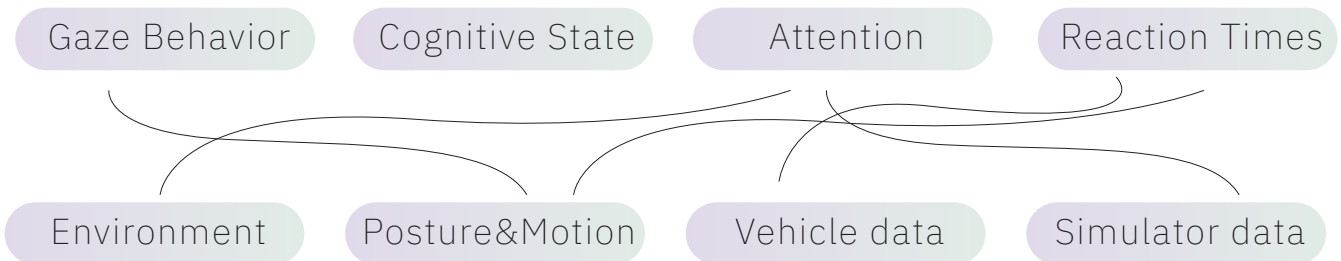 Gaze Behavior
Cognitive State
Attention
Reaction Times
Environment
Posture&Motion
Vehicle data
Simulator data